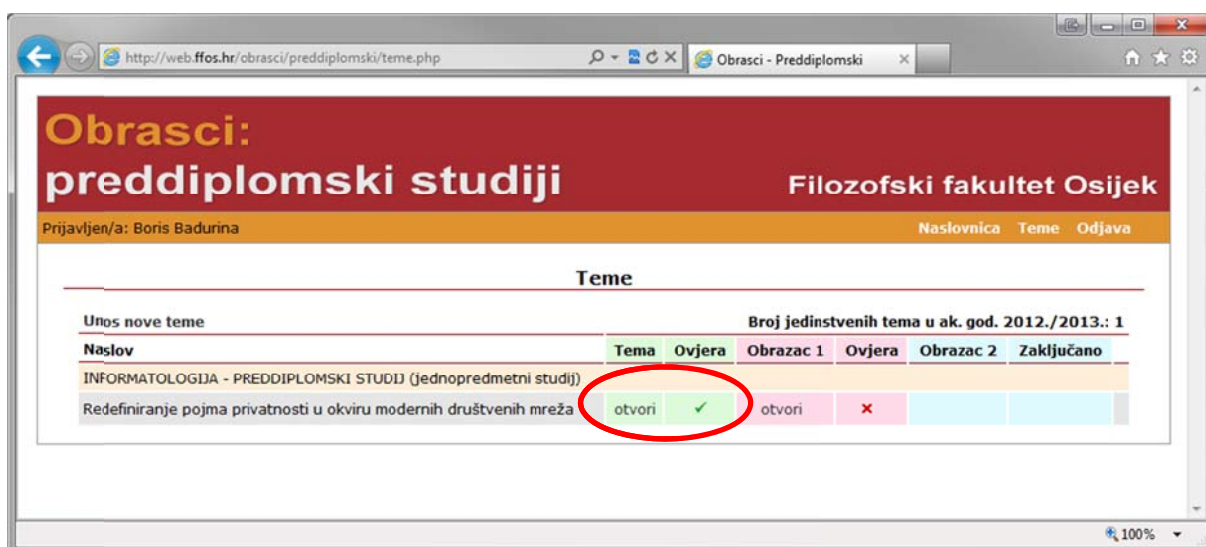 http://web.ffos.hr/obrasci/preddiplomski/teme.php
Obrasci - Preddiplomski
Obrasci:
preddiplomski studiji
Filozofski fakultet Osijek
Prijavljen/a: Boris Badurina
Naslovnica Teme Odjava
Teme
Unos nove teme Broj jedinstvenih tema u ak. god. 2012./2013.: 1
Naslov Tema Ovjera Obrazac 1 Ovjera Obrazac 2 Zaključano
INFORMATOLOGIJA - PREDDIPLOMSKI STUDIJ (jednopredmetni studij)
Redefiniranje pojma privatnosti u okviru modernih društvenih mreža otvori ✓ otvori ×
100%